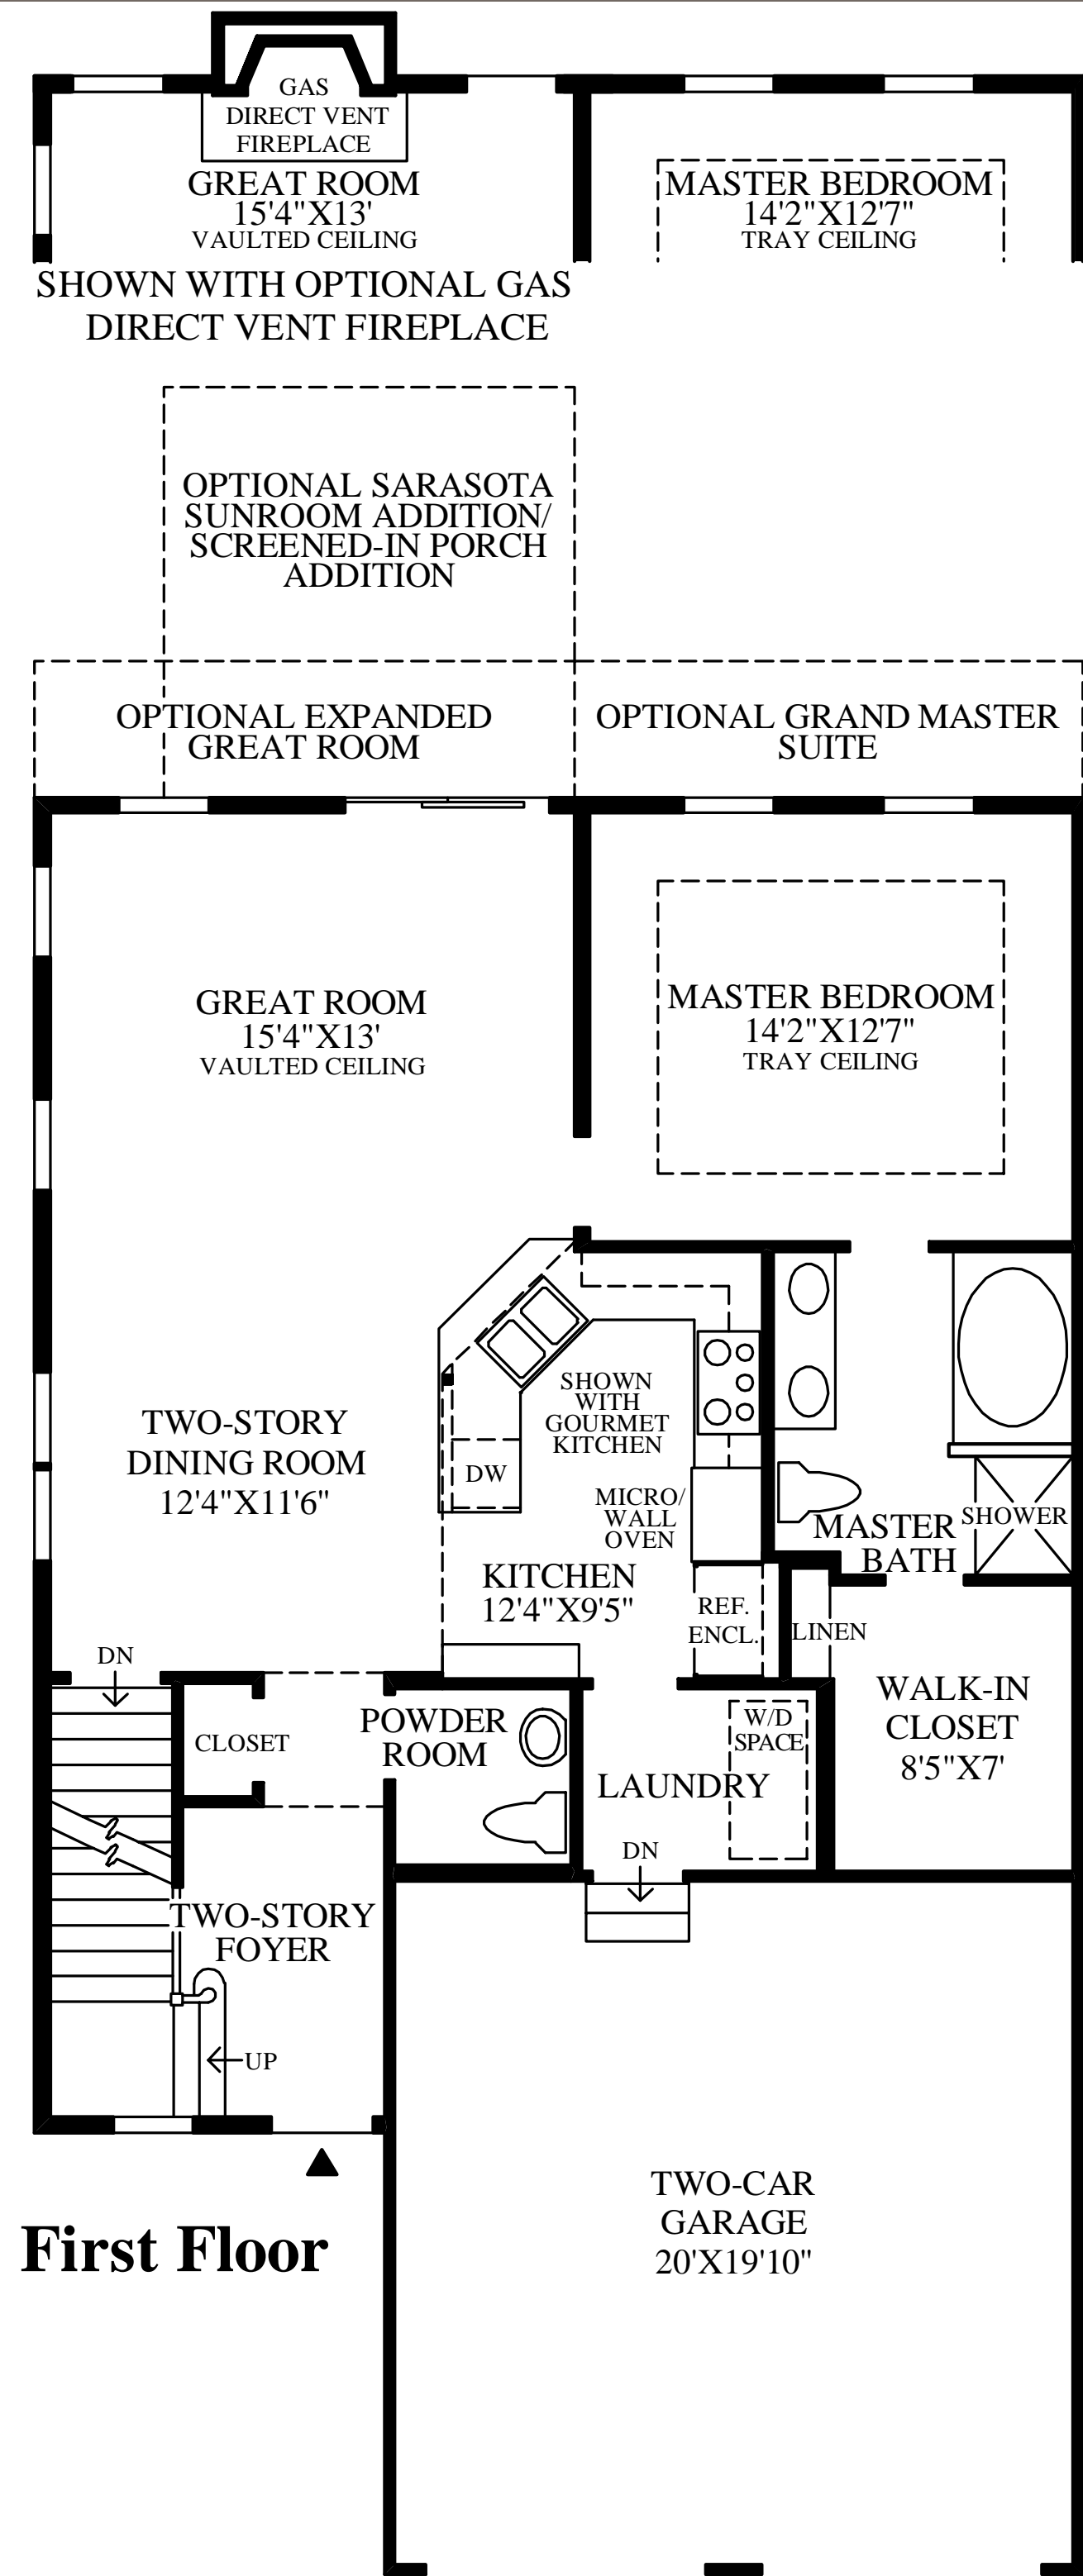 GAS
DIRECT VENT
FIREPLACE
GREAT ROOM
15'4"X13'
VAULTED CEILING
MASTER BEDROOM
14'2"X12'7"
TRAY CEILING
SHOWN WITH OPTIONAL GAS
DIRECT VENT FIREPLACE
OPTIONAL SARASOTA
SUNROOM ADDITION/
SCREENED-IN PORCH
ADDITION
OPTIONAL EXPANDED
GREAT ROOM
OPTIONAL GRAND MASTER
SUITE
GREAT ROOM
15'4"X13'
VAULTED CEILING
MASTER BEDROOM
14'2"X12'7"
TRAY CEILING
SHOWN
WITH
GOURMET
KITCHEN
TWO-STORY
DINING ROOM
12'4"X11'6"
DW
MICRO/
WALL
OVEN
MASTER
BATH
SHOWER
KITCHEN
12'4"X9'5"
REF.
ENCL.
LINEN
DN
WALK-IN
CLOSET
8'5"X7'
CLOSET
POWDER
ROOM
W/D
SPACE
LAUNDRY
DN
TWO-STORY
FOYER
UP
TWO-CAR
GARAGE
20'X19'10"
First Floor